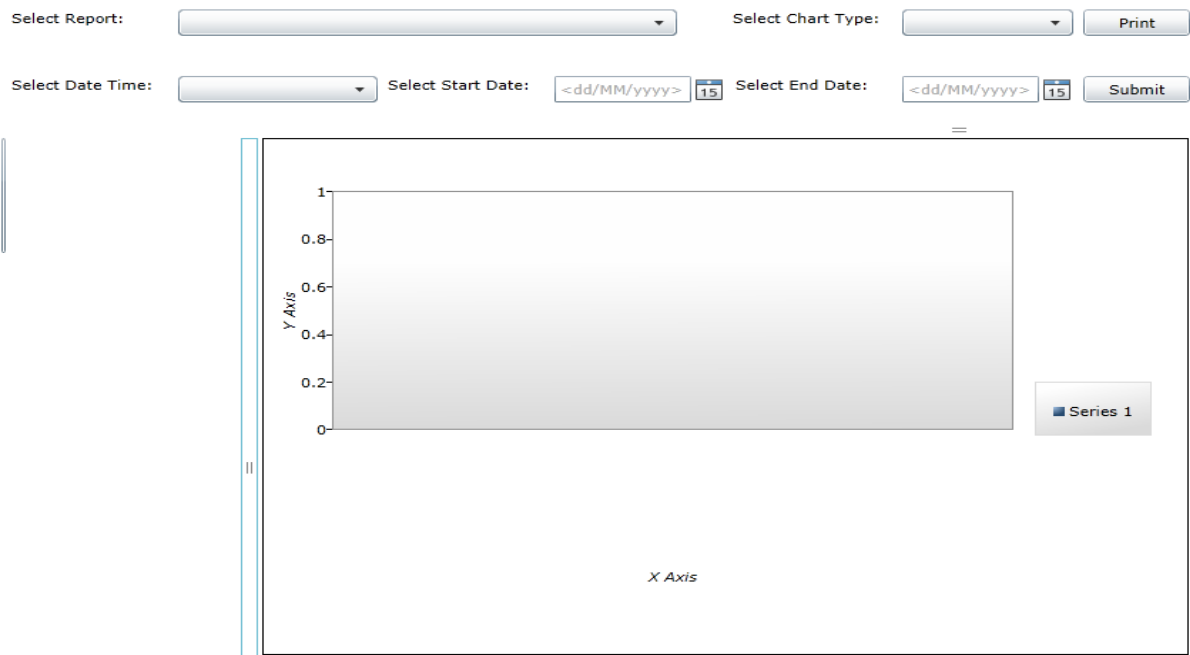 Select Report:
Select Chart Type:
Print
Select Date Time:
Select Start Date:
<dd/MM/yyyy>
15
Select End Date:
<dd/MM/yyyy>
15
Submit
1
0.8
0.6
0.4
0.2
0
Y Axis
Series 1
X Axis